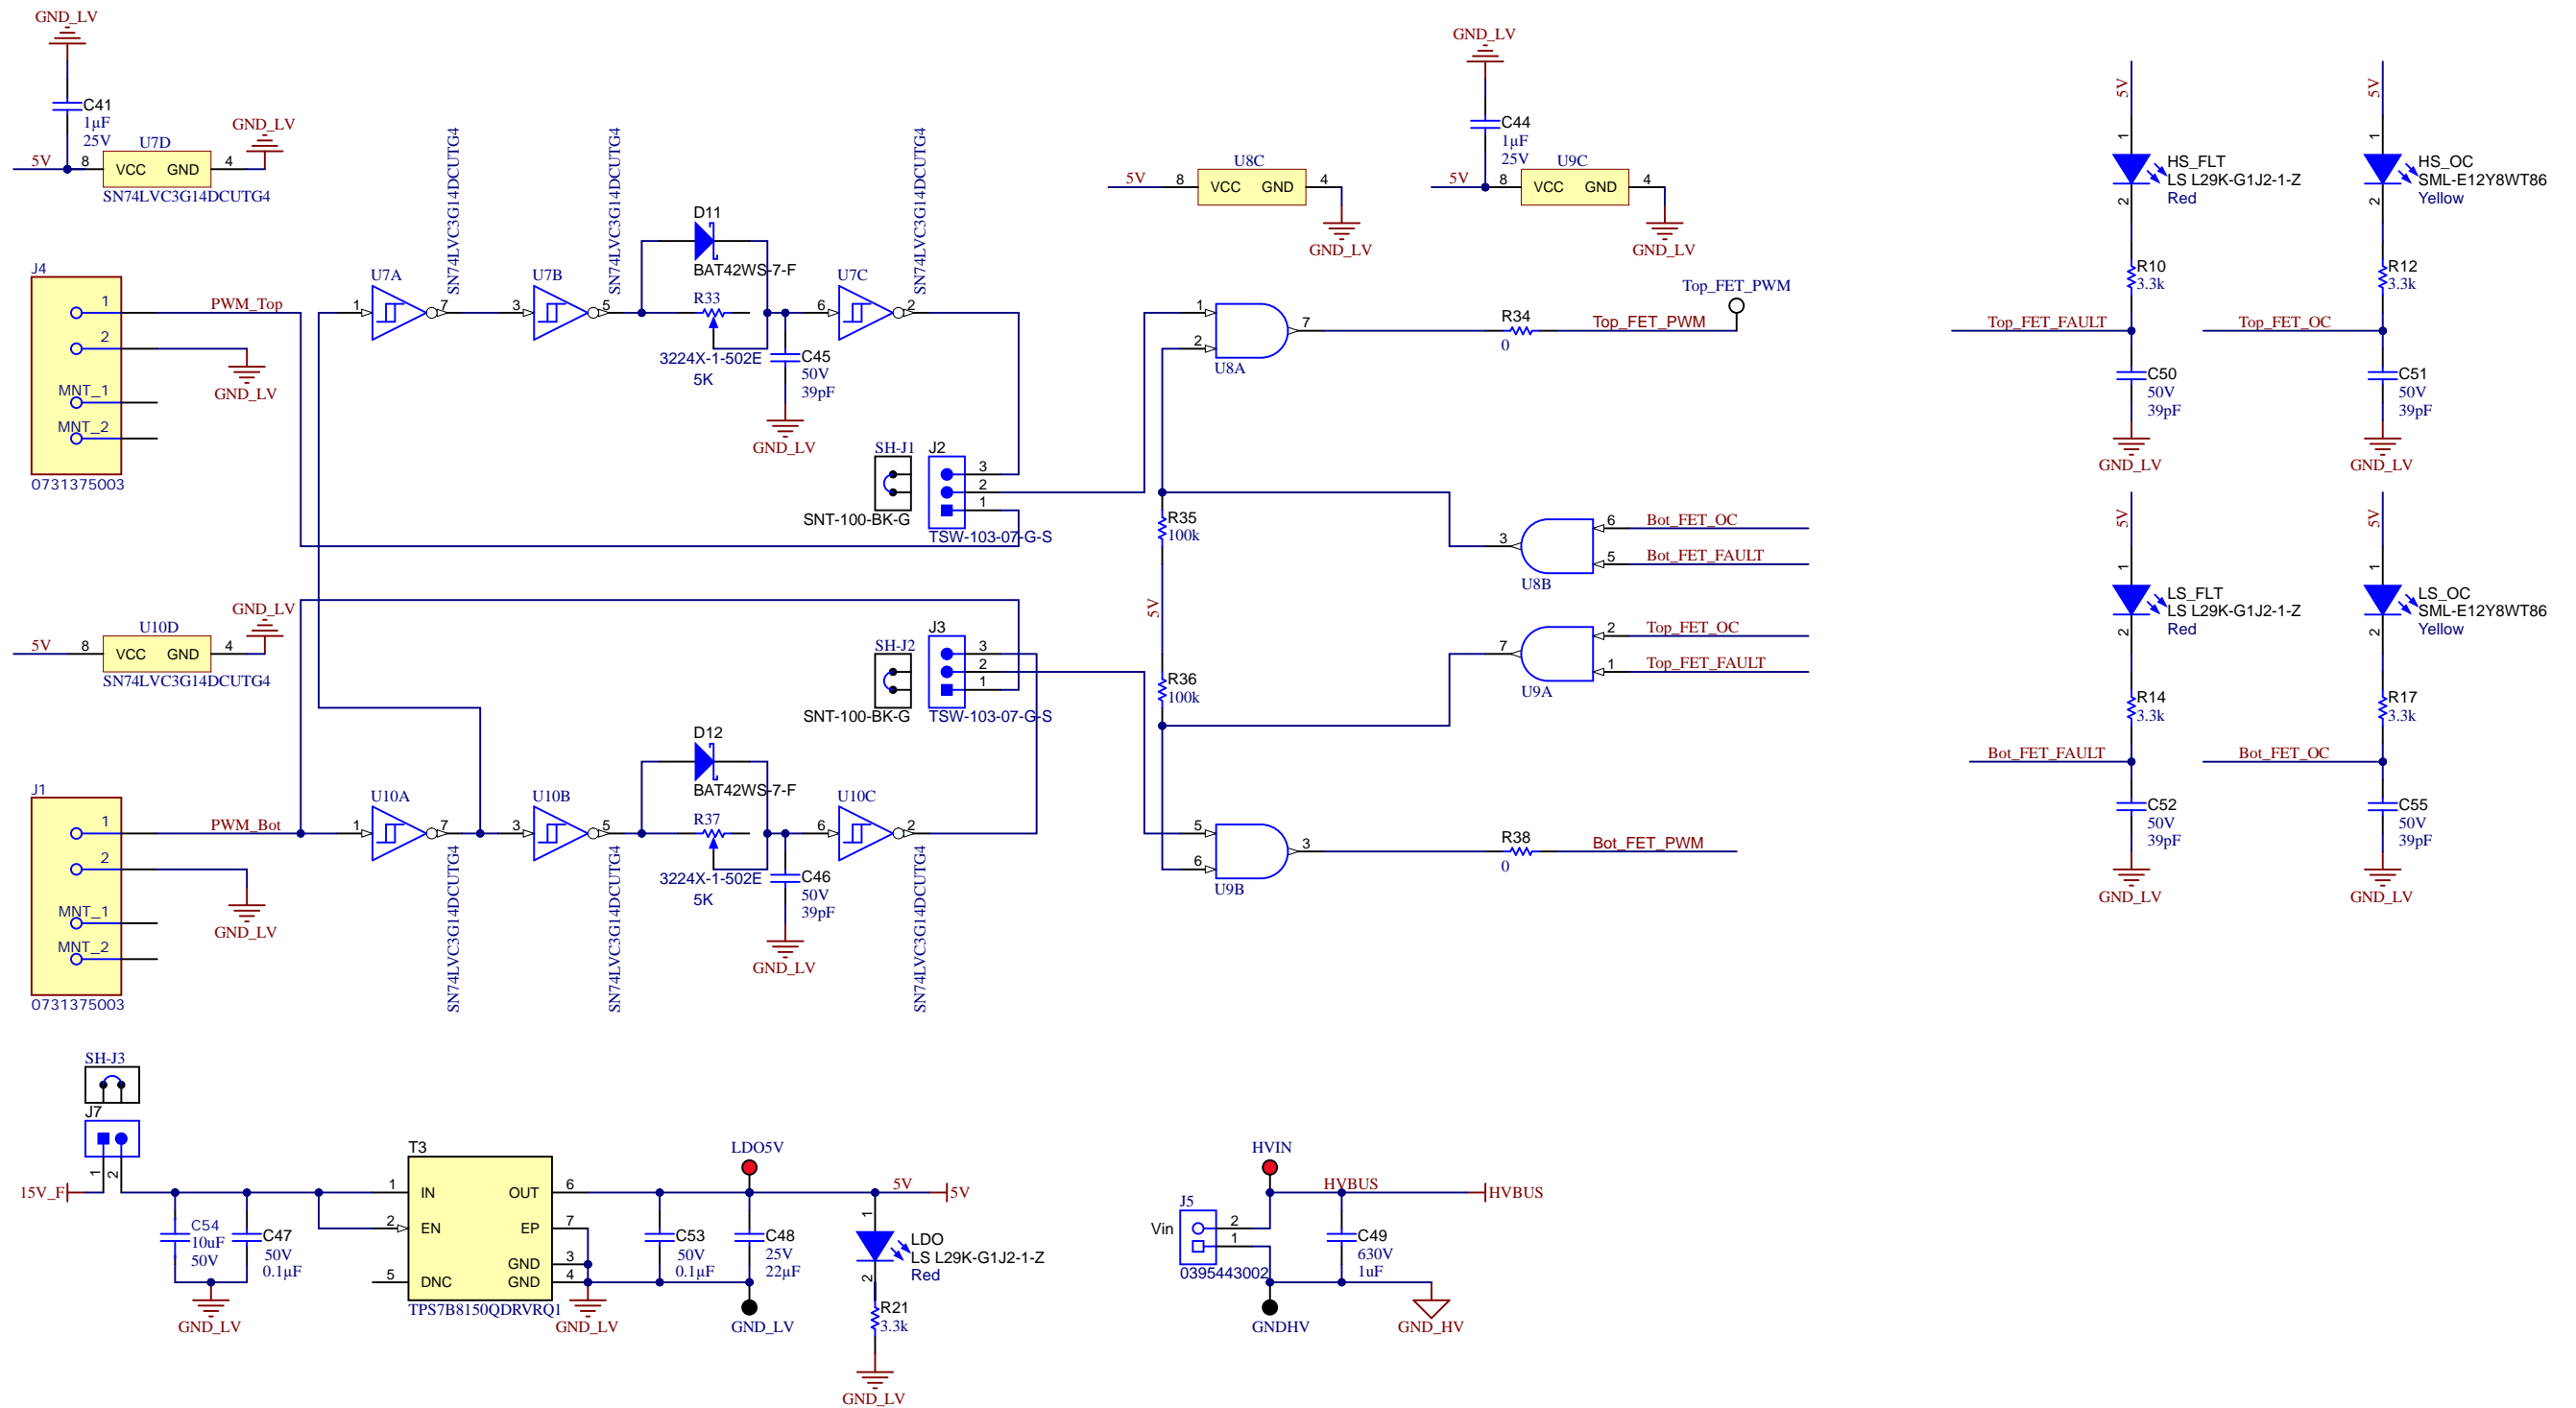 GND_LV
C41
1µF
25V
5V
8
U7D
VCC GND
4
GND_LV
SN74LVC3G14DCUTG4
J4
1
2
MNT_1
MNT_2
0731375003
PWM_Top
GND_LV
U7A
1
7
SN74LVC3G14DCUTG4
U7B
3
5
SN74LVC3G14DCUTG4
D11
BAT42WS-7-F
R33
3224X-1-502E
5K
C45
50V
39pF
GND_LV
U7C
6
2
SN74LVC3G14DCUTG4
SH-J1
SNT-100-BK-G
J2
3
2
1
TSW-103-07-G-S
5V
8
U8C
VCC GND
4
GND_LV
GND_LV
C44
1µF
25V
5V
8
U9C
VCC GND
4
GND_LV
1
2
7
U8A
R34
0
Top_FET_PWM
Top_FET_PWM
R35
100k
5V
R36
100k
3
6
5
U8B
Bot_FET_OC
Bot_FET_FAULT
7
2
1
U9A
Top_FET_OC
Top_FET_FAULT
5
6
3
U9B
R38
0
Bot_FET_PWM
5V
1
HS_FLT
LS L29K-G1J2-1-Z
Red
2
R10
3.3k
Top_FET_FAULT
C50
50V
39pF
GND_LV
5V
1
HS_OC
SML-E12Y8WT86
Yellow
2
R12
3.3k
Top_FET_OC
C51
50V
39pF
GND_LV
5V
1
LS_FLT
LS L29K-G1J2-1-Z
Red
2
R14
3.3k
Bot_FET_FAULT
C52
50V
39pF
GND_LV
5V
1
LS_OC
SML-E12Y8WT86
Yellow
2
R17
3.3k
Bot_FET_OC
C55
50V
39pF
GND_LV
5V
8
U10D
VCC GND
4
GND_LV
SN74LVC3G14DCUTG4
SH-J2
SNT-100-BK-G
J3
3
2
1
TSW-103-07-G-S
J1
1
2
MNT_1
MNT_2
0731375003
PWM_Bot
GND_LV
U10A
1
7
SN74LVC3G14DCUTG4
U10B
3
5
SN74LVC3G14DCUTG4
D12
BAT42WS-7-F
R37
3224X-1-502E
5K
C46
50V
39pF
GND_LV
U10C
6
2
SN74LVC3G14DCUTG4
SH-J3
J7
1
2
15V_F
C54
10uF
50V
C47
50V
0.1µF
GND_LV
T3
1
IN
2
EN
5
DNC
OUT
6
EP
7
GND
3
GND
4
TPS7B8150QDRVRQ1
GND_LV
LDO5V
C53
50V
0.1µF
C48
25V
22µF
GND_LV
5V
5V
1
LDO
LS L29K-G1J2-1-Z
Red
2
R21
3.3k
GND_LV
HVIN
HVBUS
HVBUS
J5
Vin
2
1
0395443002
C49
630V
1uF
GNDHV
GND_HV